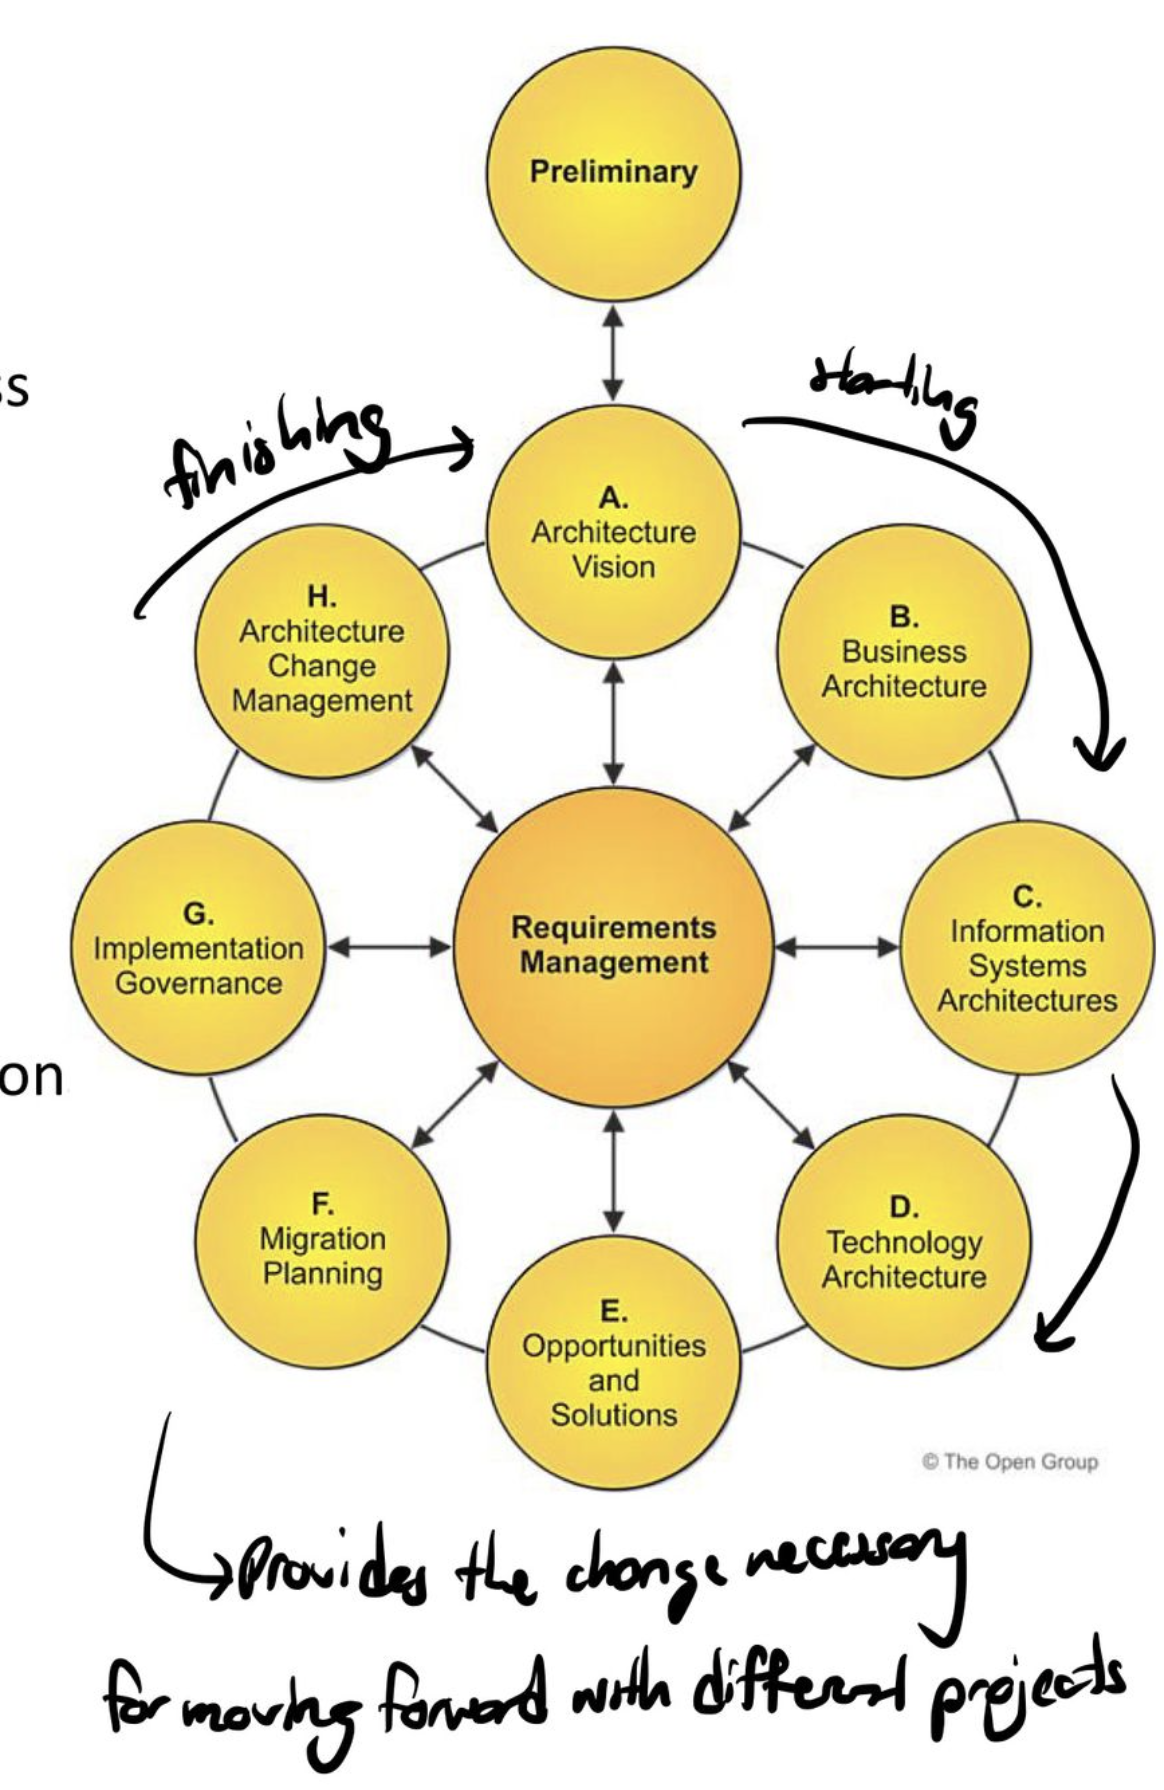 Preliminary
ss
starting
finishing
A.
Architecture
Vision
H.
Architecture
Change
Management
B.
Business
Architecture
G.
Implementation
Governance
Requirements
Management
C.
Information
Systems
Architectures
on
F.
Migration
Planning
D.
Technology
Architecture
E.
Opportunities
and
Solutions
© The Open Group
Provides the change necessary
for moving forward with different projects